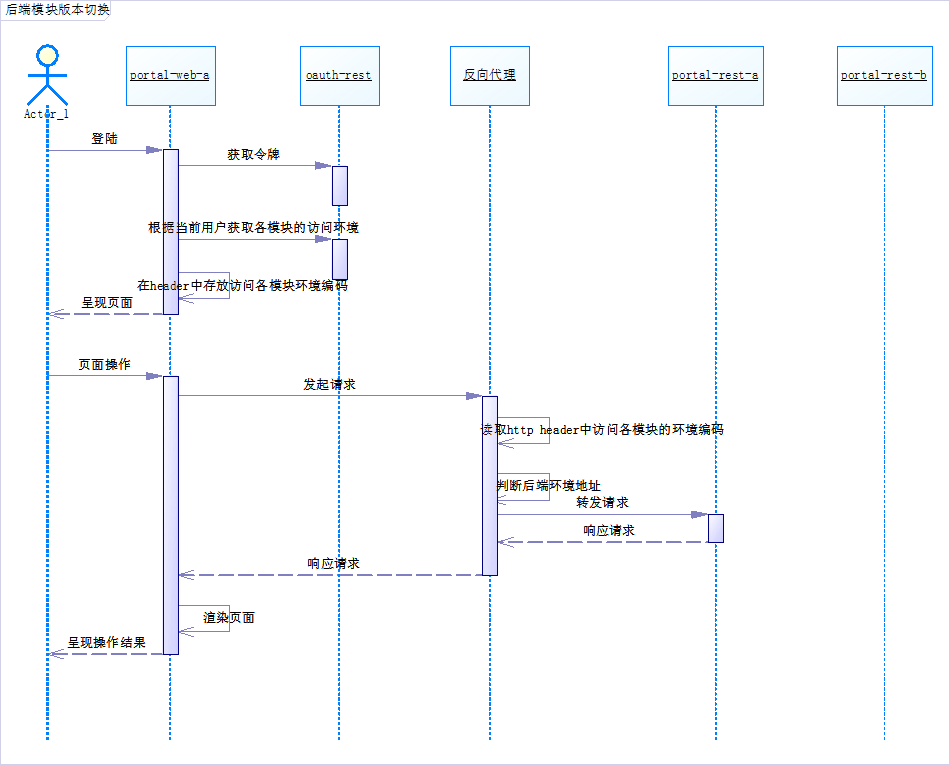 后端模块版本切换
Actor_1
portal-web-a
oauth-rest
反向代理
portal-rest-a
portal-rest-b
登陆
获取令牌
根据当前用户获取各模块的访问环境
在header中存放访问各模块环境编码
呈现页面
页面操作
发起请求
读取http header中访问各模块的环境编码
判断后端环境地址
转发请求
响应请求
响应请求
渲染页面
呈现操作结果